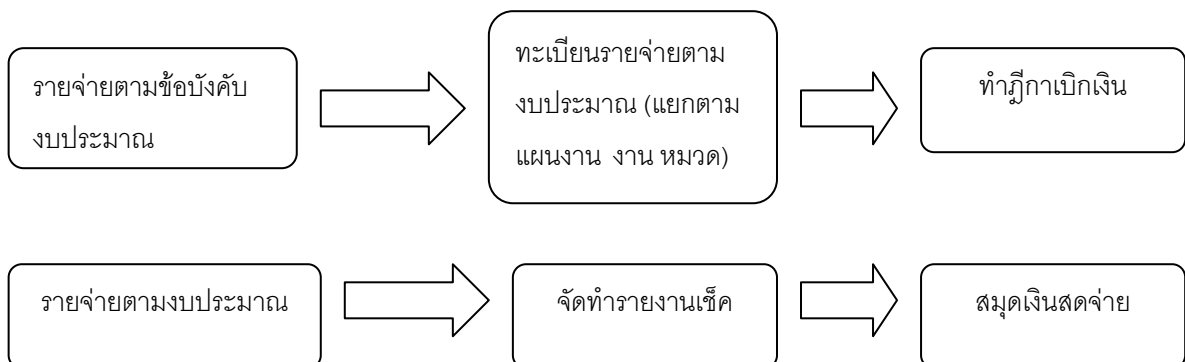 รายจ่ายตามข้อบังคับ
งบประมาณ
ทะเบียนรายจ่ายตาม
งบประมาณ (แยกตาม
แผนงาน งาน หมวด)
ทำฎีกาเบิกเงิน
รายจ่ายตามงบประมาณ
จัดทำรายงานเช็ค
สมุดเงินสดจ่าย